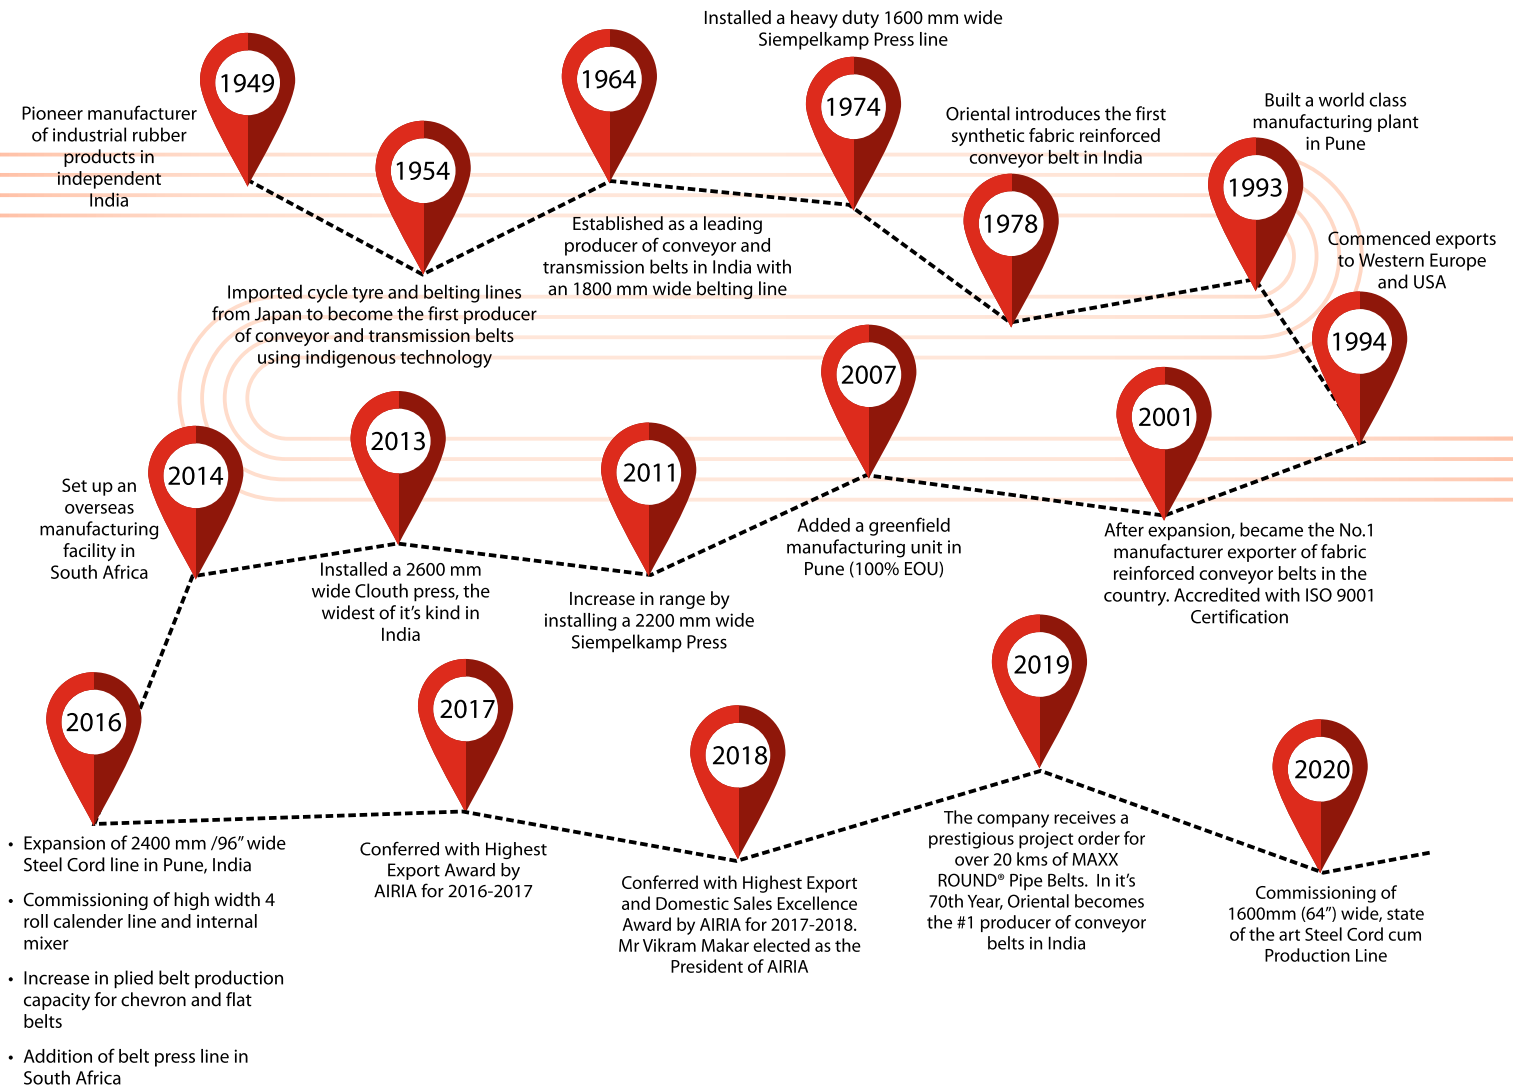 1949
Pioneer manufacturer
of industrial rubber
products in
independent
India
1954
Imported cycle tyre and belting lines
from Japan to become the first producer
of conveyor and transmission belts
using indigenous technology
1964
Established as a leading
producer of conveyor and
transmission belts in India with
an 1800 mm wide belting line
Installed a heavy duty 1600 mm wide
Siempelkamp Press line
1974
Oriental introduces the first
synthetic fabric reinforced
conveyor belt in India
1978
Built a world class
manufacturing plant
in Pune
1993
Commenced exports
to Western Europe
and USA
1994
2001
After expansion, became the No.1
manufacturer exporter of fabric
reinforced conveyor belts in the
country. Accredited with ISO 9001
Certification
2007
Added a greenfield
manufacturing unit in
Pune (100% EOU)
2011
Increase in range by
installing a 2200 mm wide
Siempelkamp Press
2013
Installed a 2600 mm
wide Clouth press, the
widest of it's kind in
India
2014
Set up an
overseas
manufacturing
facility in
South Africa
2016
• Expansion of 2400 mm /96” wide
Steel Cord line in Pune, India
• Commissioning of high width 4
roll calender line and internal
mixer
• Increase in plied belt production
capacity for chevron and flat
belts
• Addition of belt press line in
South Africa
2017
Conferred with Highest
Export Award by
AIRIA for 2016-2017
2018
Conferred with Highest Export
and Domestic Sales Excellence
Award by AIRIA for 2017-2018.
Mr Vikram Makar elected as the
President of AIRIA
2019
The company receives a
prestigious project order for
over 20 kms of MAXX
ROUND® Pipe Belts. In it's
70th Year, Oriental becomes
the #1 producer of conveyor
belts in India
2020
Commissioning of
1600mm (64”) wide, state
of the art Steel Cord cum
Production Line